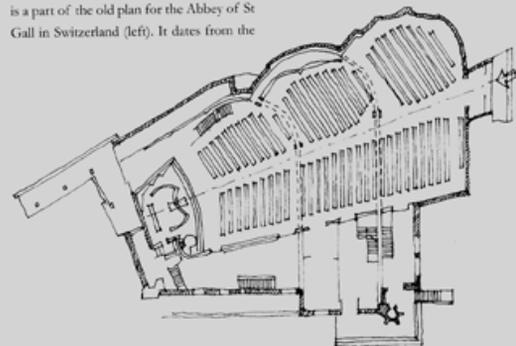 is a part of the old plan for the Abbey of St
Gall in Switzerland (left). It dates from the